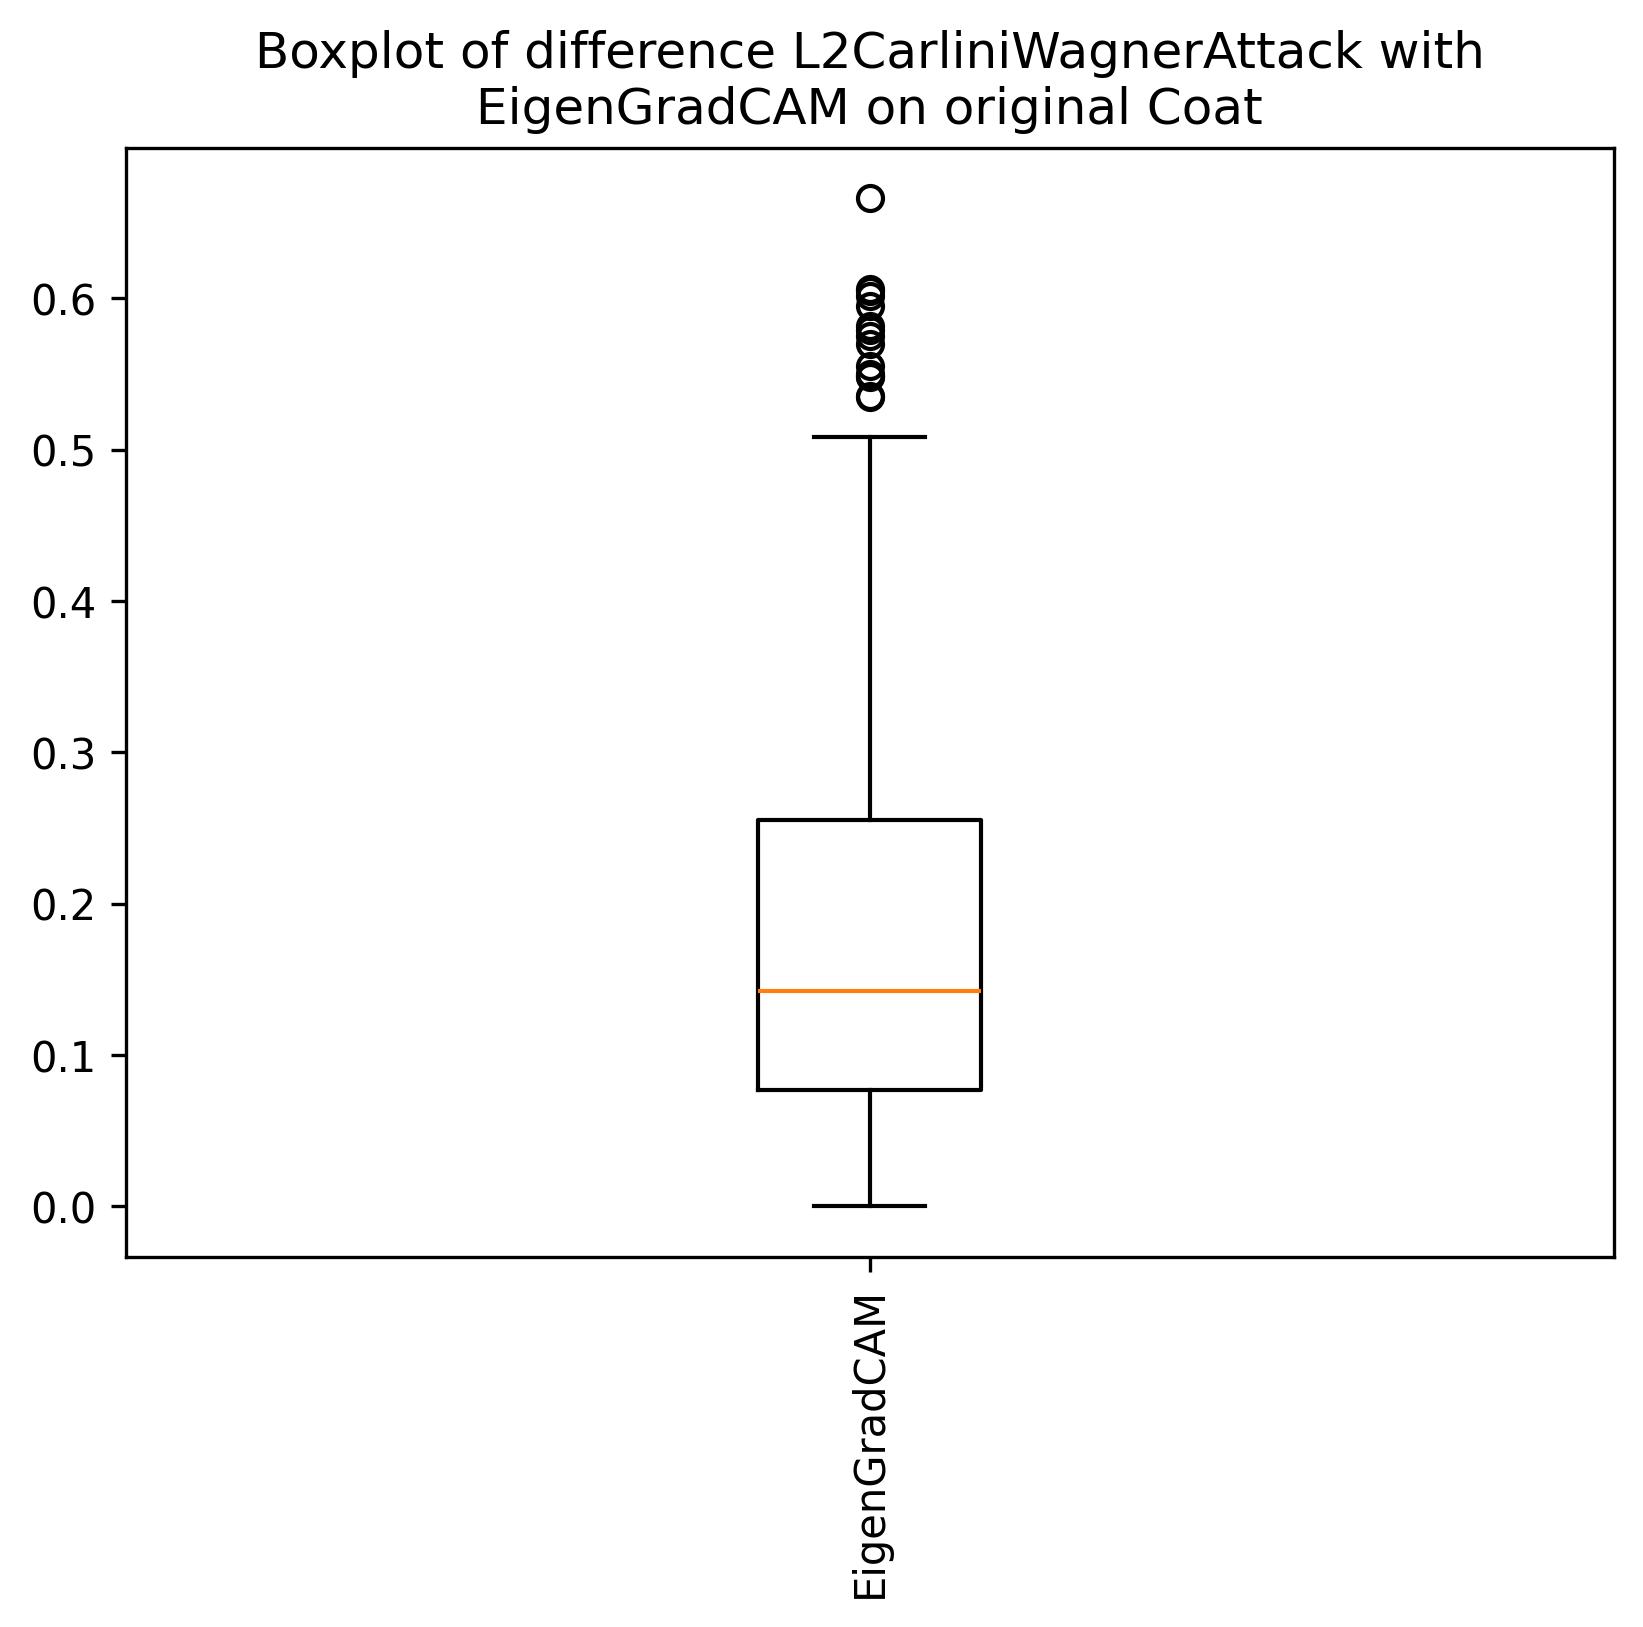 Boxplot of difference L2CarliniWagnerAttack with
EigenGradCAM on original Coat
0.6
0.5
0.4
0.3
0.2
0.1
0.0
EigenGradCAM